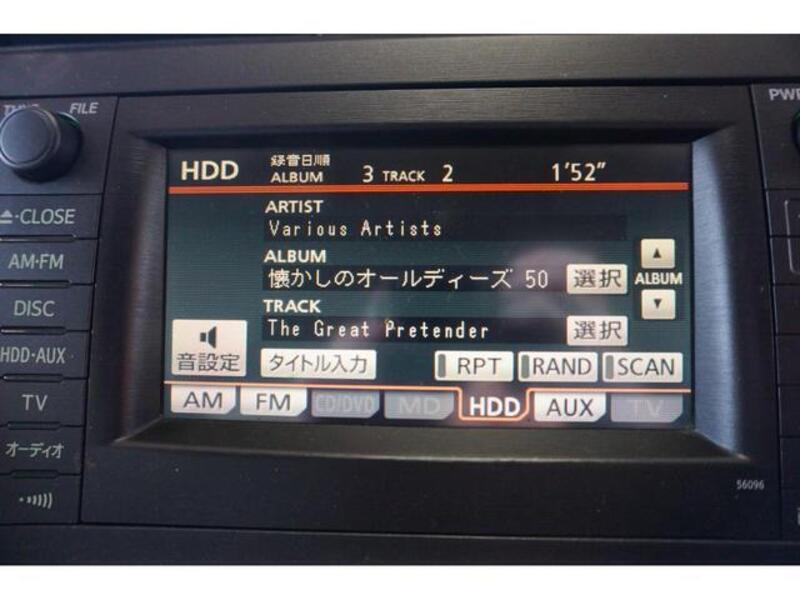 TUNE FILE
PWR
HDD 録音日順
ALBUM 3 TRACK 2 1'52"
ARTIST
Various Artists
ALBUM
懐かしのオールディーズ 50 選択
▲
ALBUM
▼
TRACK
The Great Pretender 選択
音設定 タイトル入力 RPT RAND SCAN
AM FM CD/DVD MD HDD AUX TV
⏏·CLOSE
AM·FM
DISC
HDD·AUX
TV
オーディオ
56096